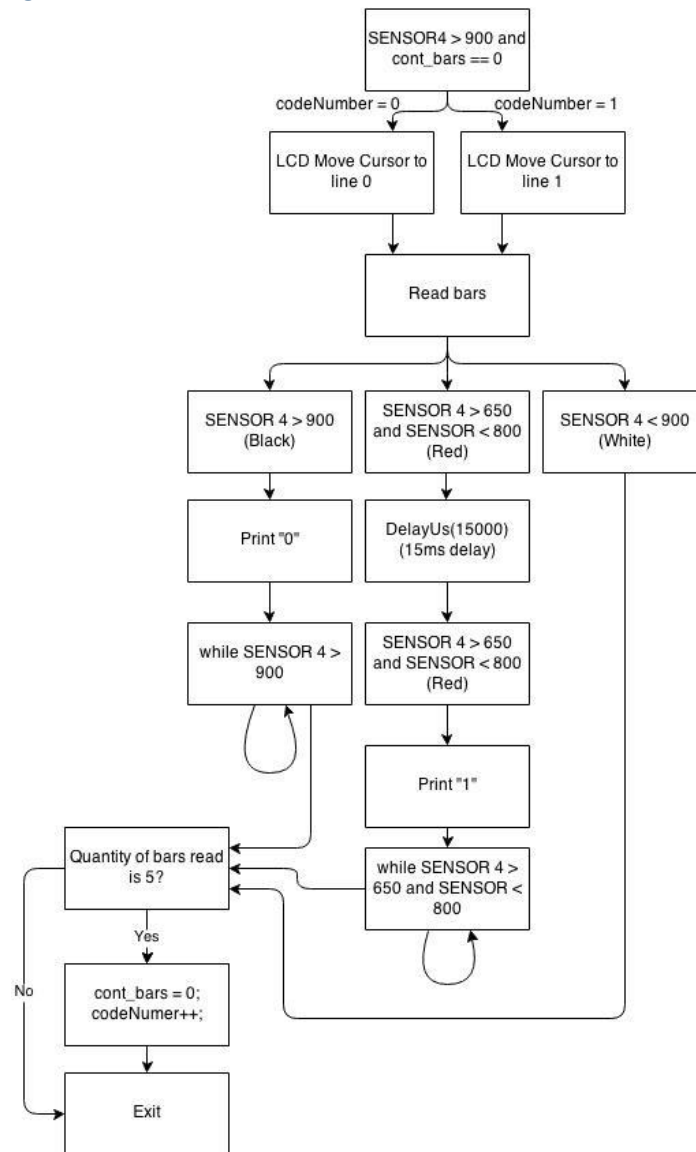 SENSOR4 > 900 and
cont_bars == 0
codeNumber = 0
codeNumber = 1
LCD Move Cursor to
line 0
LCD Move Cursor to
line 1
Read bars
SENSOR 4 > 900
(Black)
SENSOR 4 > 650
and SENSOR < 800
(Red)
SENSOR 4 < 900
(White)
Print "0"
DelayUs(15000)
(15ms delay)
while SENSOR 4 >
900
SENSOR 4 > 650
and SENSOR < 800
(Red)
Print "1"
Quantity of bars read
is 5?
while SENSOR 4 >
650 and SENSOR <
800
Yes
No
cont_bars = 0;
codeNumer++;
Exit